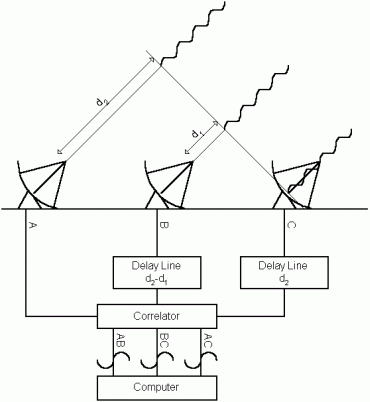 d₂
d₁
A
B
C
Delay Line
d₂-d₁
Delay Line
d₂
Correlator
AB
BC
AC
Computer